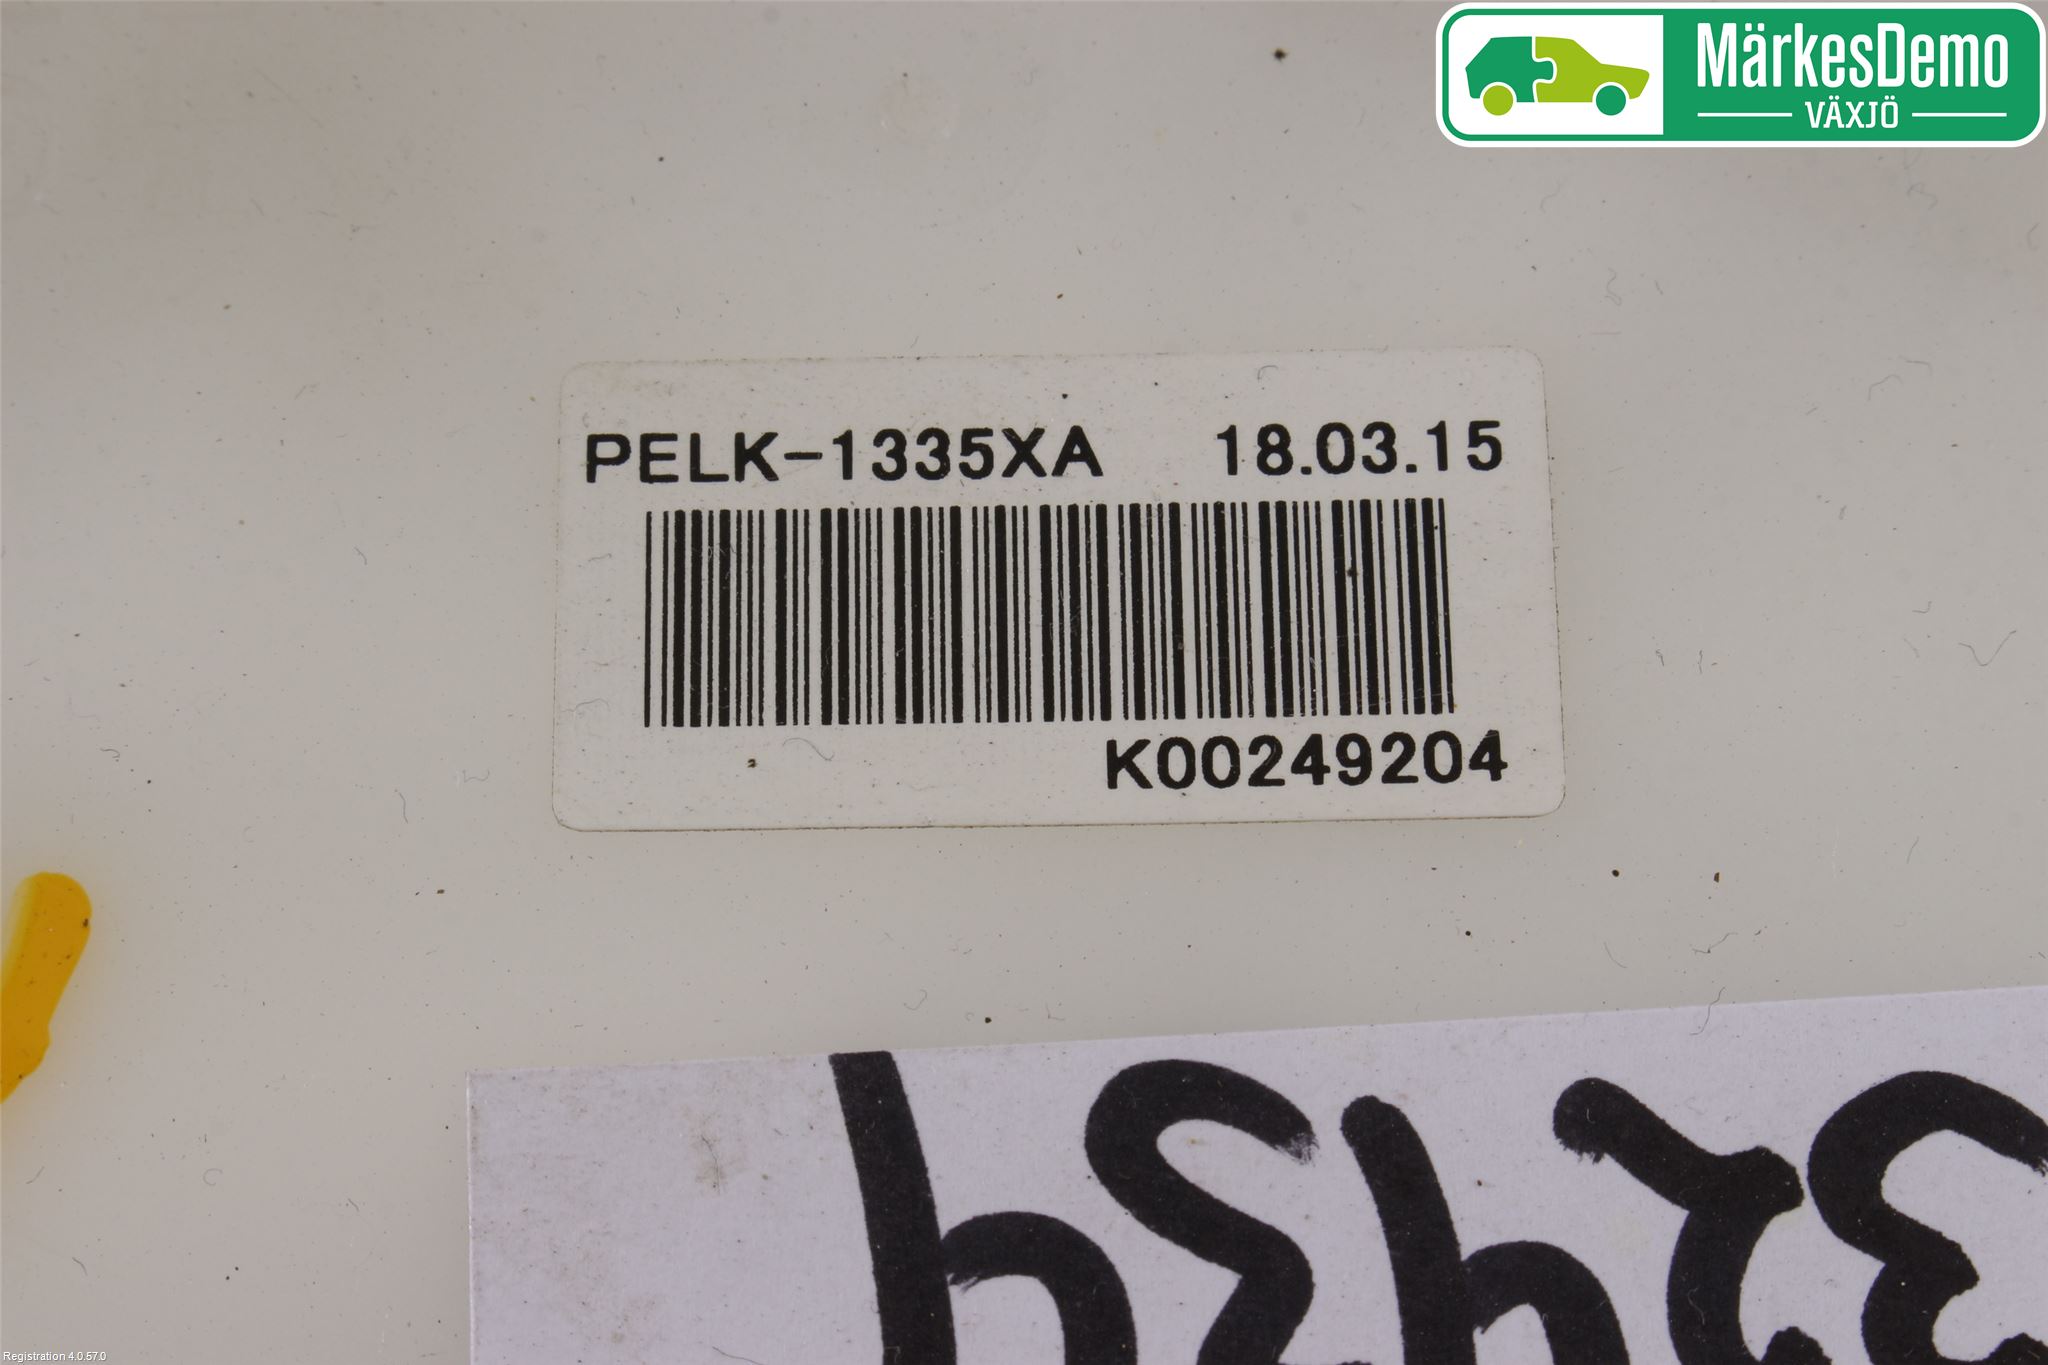 MärkesDemo
VÄXJÖ
PELK-1335XA 18.03.15
K00249204
Registration 4.0.57.0